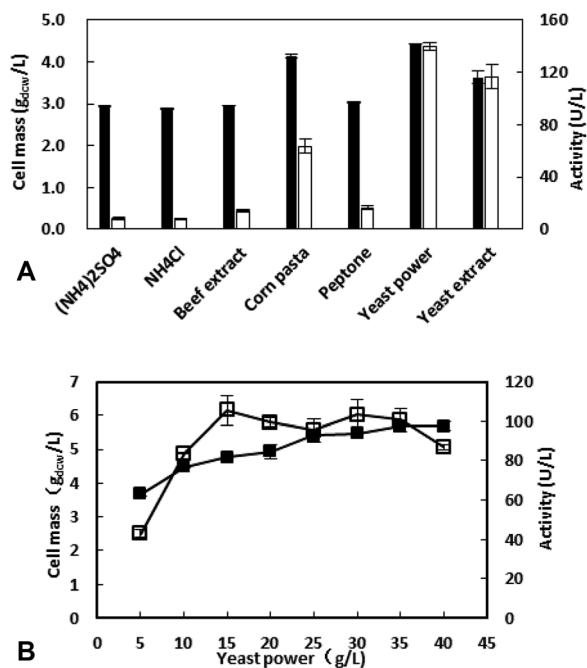 5.0
4.0
3.0
2.0
1.0
0.0
Cell mass (gdcw/L)
160
120
80
40
0
Activity (U/L)
(NH4)2SO4
NH4Cl
Beef extract
Corn pasta
Peptone
Yeast power
Yeast extract
A
7
6
5
4
3
2
1
0
Cell mass (gdcw/L)
120
100
80
60
40
20
0
Activity (U/L)
0 5 10 15 20 25 30 35 40 45
Yeast power (g/L)
B